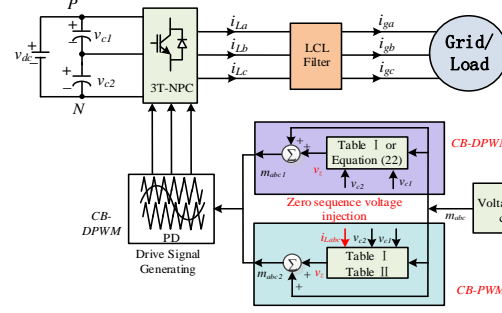 P
i_La
i_ga
v_c1
i_Lb
i_gb
v_dc
LCL
Filter
Grid/
Load
v_c2
i_Lc
i_gc
N
3T-NPC
Table I or
Equation (22)
CB-DPWM
m_abc1
v_z
v_c2
v_c1
Zero sequence voltage
injection
m_abc
CB-
DPWM
PD
Drive Signal
Generating
i_Labc
v_c2
v_c1
Table I
Table II
m_abc2
v_z
CB-PWM